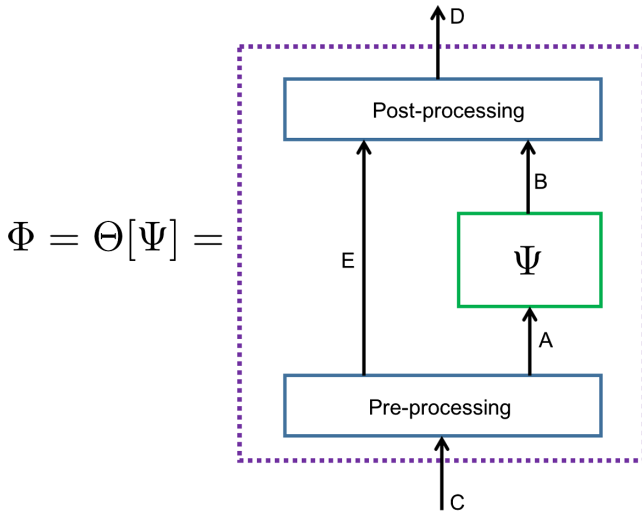 D
Post-processing
B
Φ = Θ[Ψ] =
E
Ψ
A
Pre-processing
C